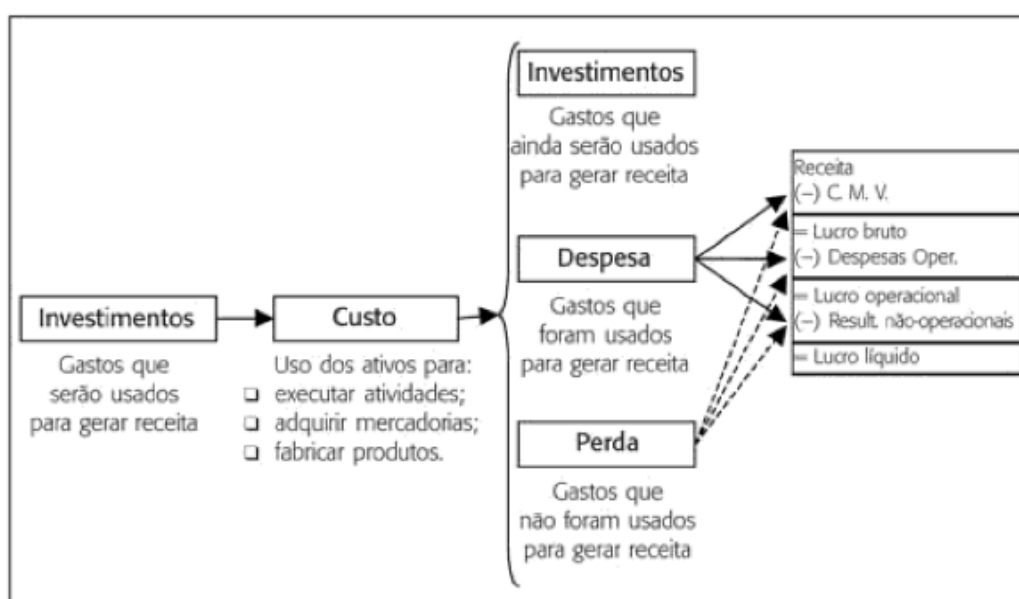 Investimentos
Gastos que
serão usados
para gerar receita
Custo
Uso dos ativos para:
❑ executar atividades;
❑ adquirir mercadorias;
❑ fabricar produtos.
Investimentos
Gastos que
ainda serão usados
para gerar receita
Despesa
Gastos que
foram usados
para gerar receita
Perda
Gastos que
não foram usados
para gerar receita
Receita
(–) C. M. V.
= Lucro bruto
(–) Despesas Oper.
= Lucro operacional
(–) Result. não-operacionais
= Lucro líquido